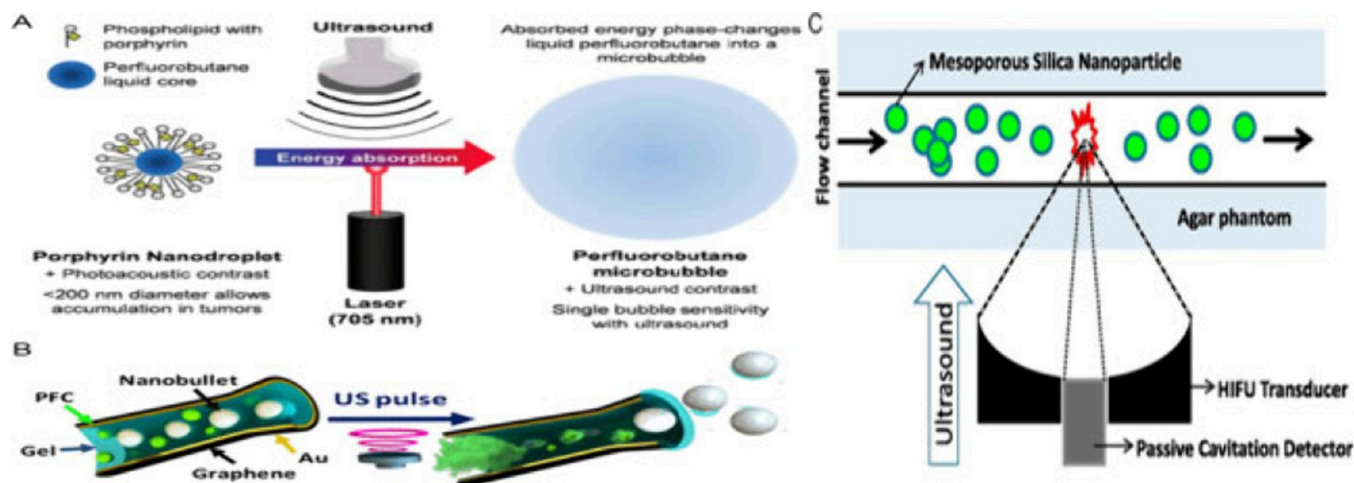 A
Phospholipid with
porphyrin
Perfluorobutane
liquid core
Ultrasound
Absorbed energy phase-changes
liquid perfluorobutane into a
microbubble
Energy absorption
Porphyrin Nanodroplet
+ Photoacoustic contrast
<200 nm diameter allows
accumulation in tumors
Laser
(705 nm)
Perfluorobutane
microbubble
+ Ultrasound contrast
Single bubble sensitivity
with ultrasound
B
Nanobullet
PFC
Gel
Graphene
Au
US pulse
C
Mesoporous Silica Nanoparticle
Flow channel
Agar phantom
Ultrasound
HIFU Transducer
Passive Cavitation Detector